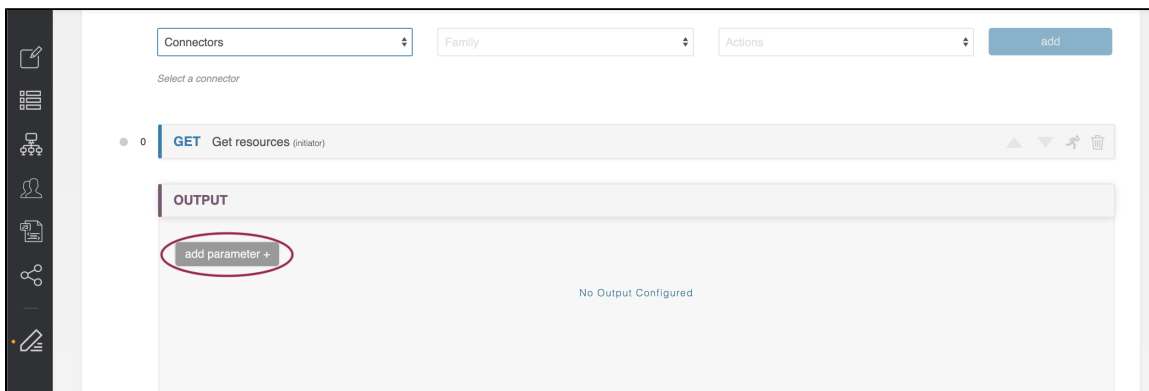 Connectors
Family
Actions
add
Select a connector
0
GET Get resources (initiator)
OUTPUT
add parameter +
No Output Configured